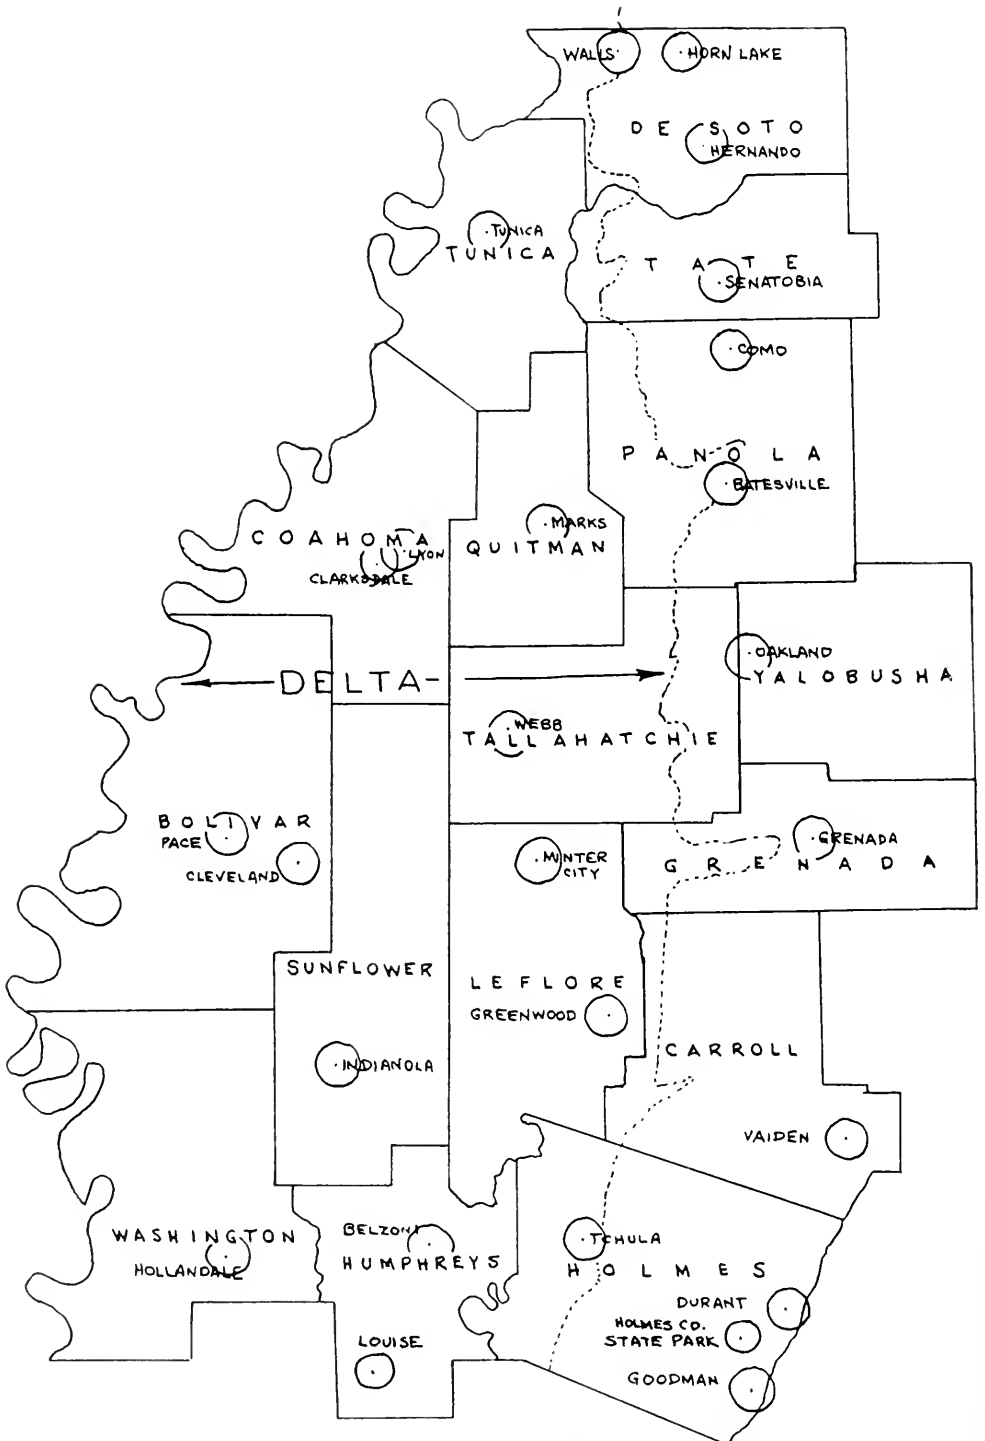 WALLS
HORN LAKE
DE SOTO
HERNANDO
TUNICA
TUNICA
TATE
SENATOBIA
COMO
PANOLA
BATESVILLE
MARKS
QUITMAN
COAHOMA
LYON
CLARKSDALE
OAKLAND
YALOBUSHA
DELTA-
WEBB
TALLAHATCHIE
BOLIVAR
PACE
CLEVELAND
MINTER
CITY
GRENADA
GRENADA
SUNFLOWER
LEFLORE
GREENWOOD
CARROLL
INDIANOLA
VAIDEN
WASHINGTON
HOLLANDALE
BELZONI
HUMPHREYS
TCHULA
HOLMES
DURANT
HOLMES CO.
STATE PARK
LOUISE
GOODMAN